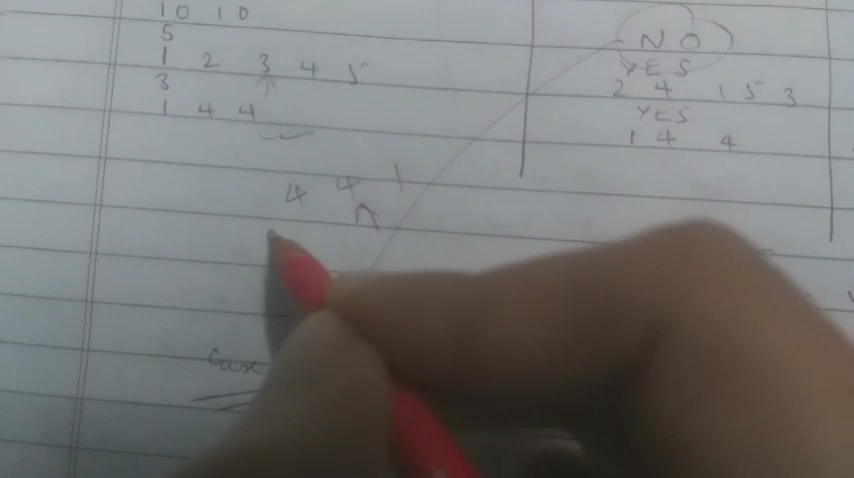 10 10
5
1 2 3 4 5
3
1 4 4
NO
YES
2 4 1 5 3
YES
1 4 4
4 4 1
Case